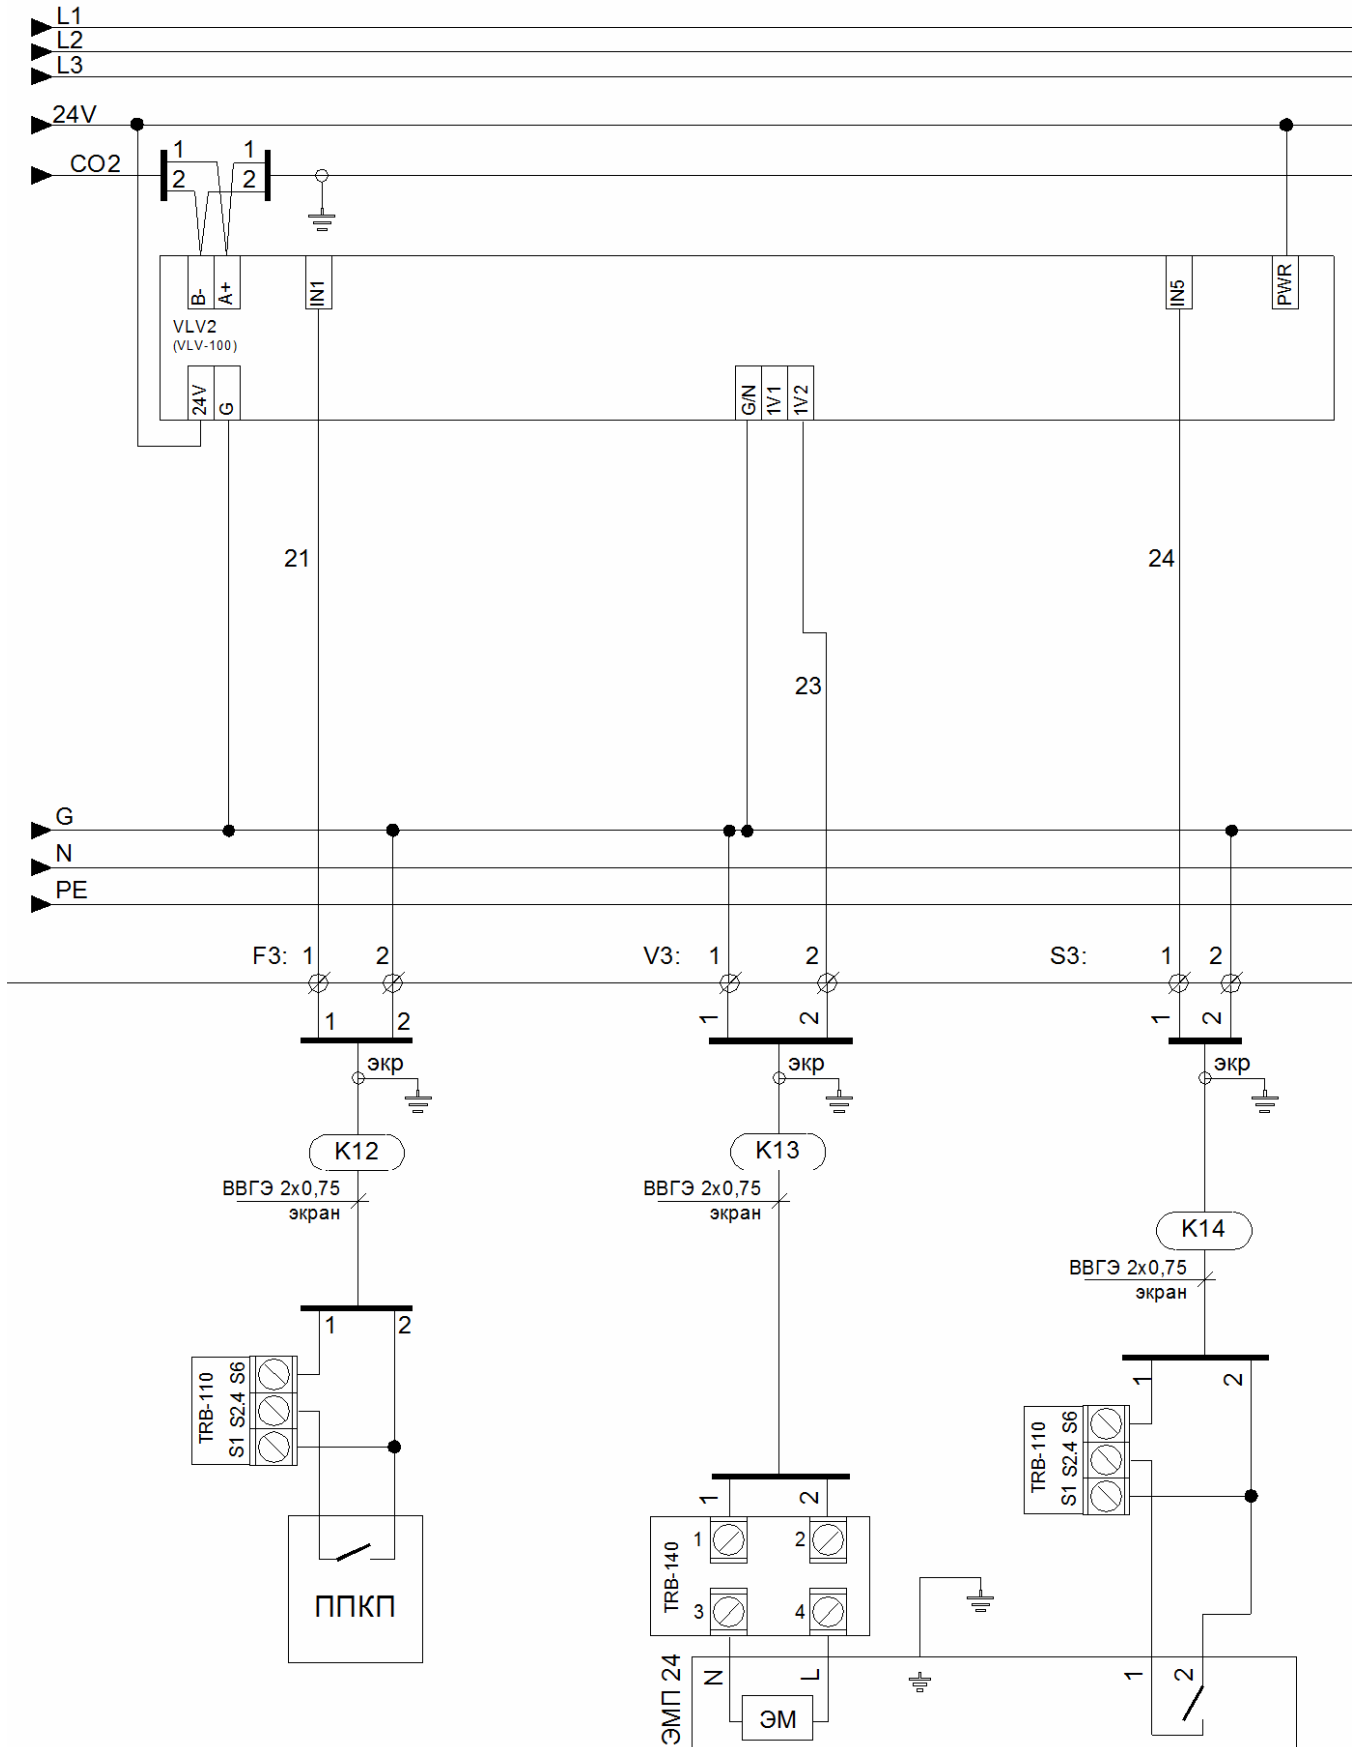 L1
L2
L3
24V
CO2
1 1
2 2
B- A+ IN1 IN5 PWR
VLV2
(VLV-100)
24V G G/N 1V1 1V2
21 24
23
G
N
PE
F3: 1 2 V3: 1 2 S3: 1 2
1 2 1 2 1 2
экр экр экр
K12 K13
ВВГЭ 2x0,75 ВВГЭ 2x0,75
экран экран
K14
ВВГЭ 2x0,75
экран
1 2
TRB-110 S1 S2.4 S6
1 2
TRB-110 S1 S2.4 S6
1 2
TRB-140 1 2
3 4
ППКП
ЭМП 24 N L 1 2
ЭМ